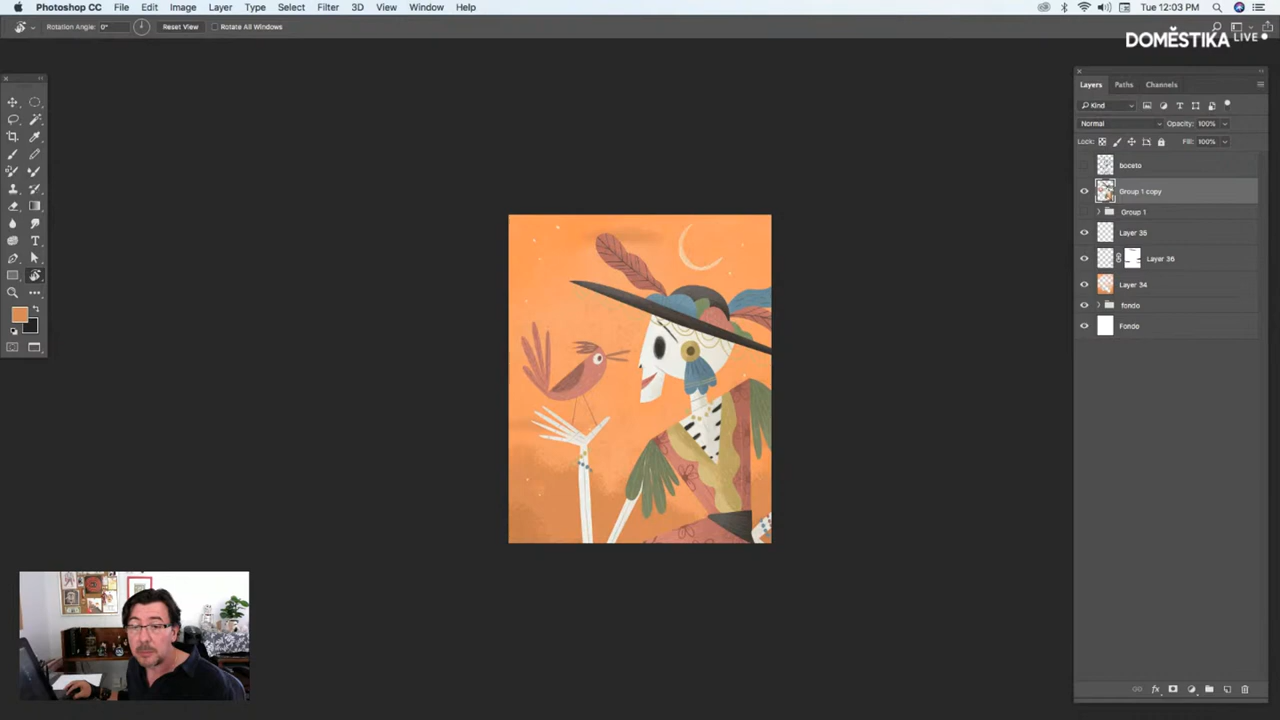 Photoshop CC File Edit Image Layer Type Select Filter 3D View Window Help Tue 12:03 PM
Rotation Angle: 0° Reset View Rotate All Windows
DOMĚSTIKA LIVE
Layers Paths Channels
Kind
Normal Opacity: 100%
Lock: Fill: 100%
boceto
Group 1 copy
Group 1
Layer 35
Layer 36
Layer 34
fondo
Fondo
fx